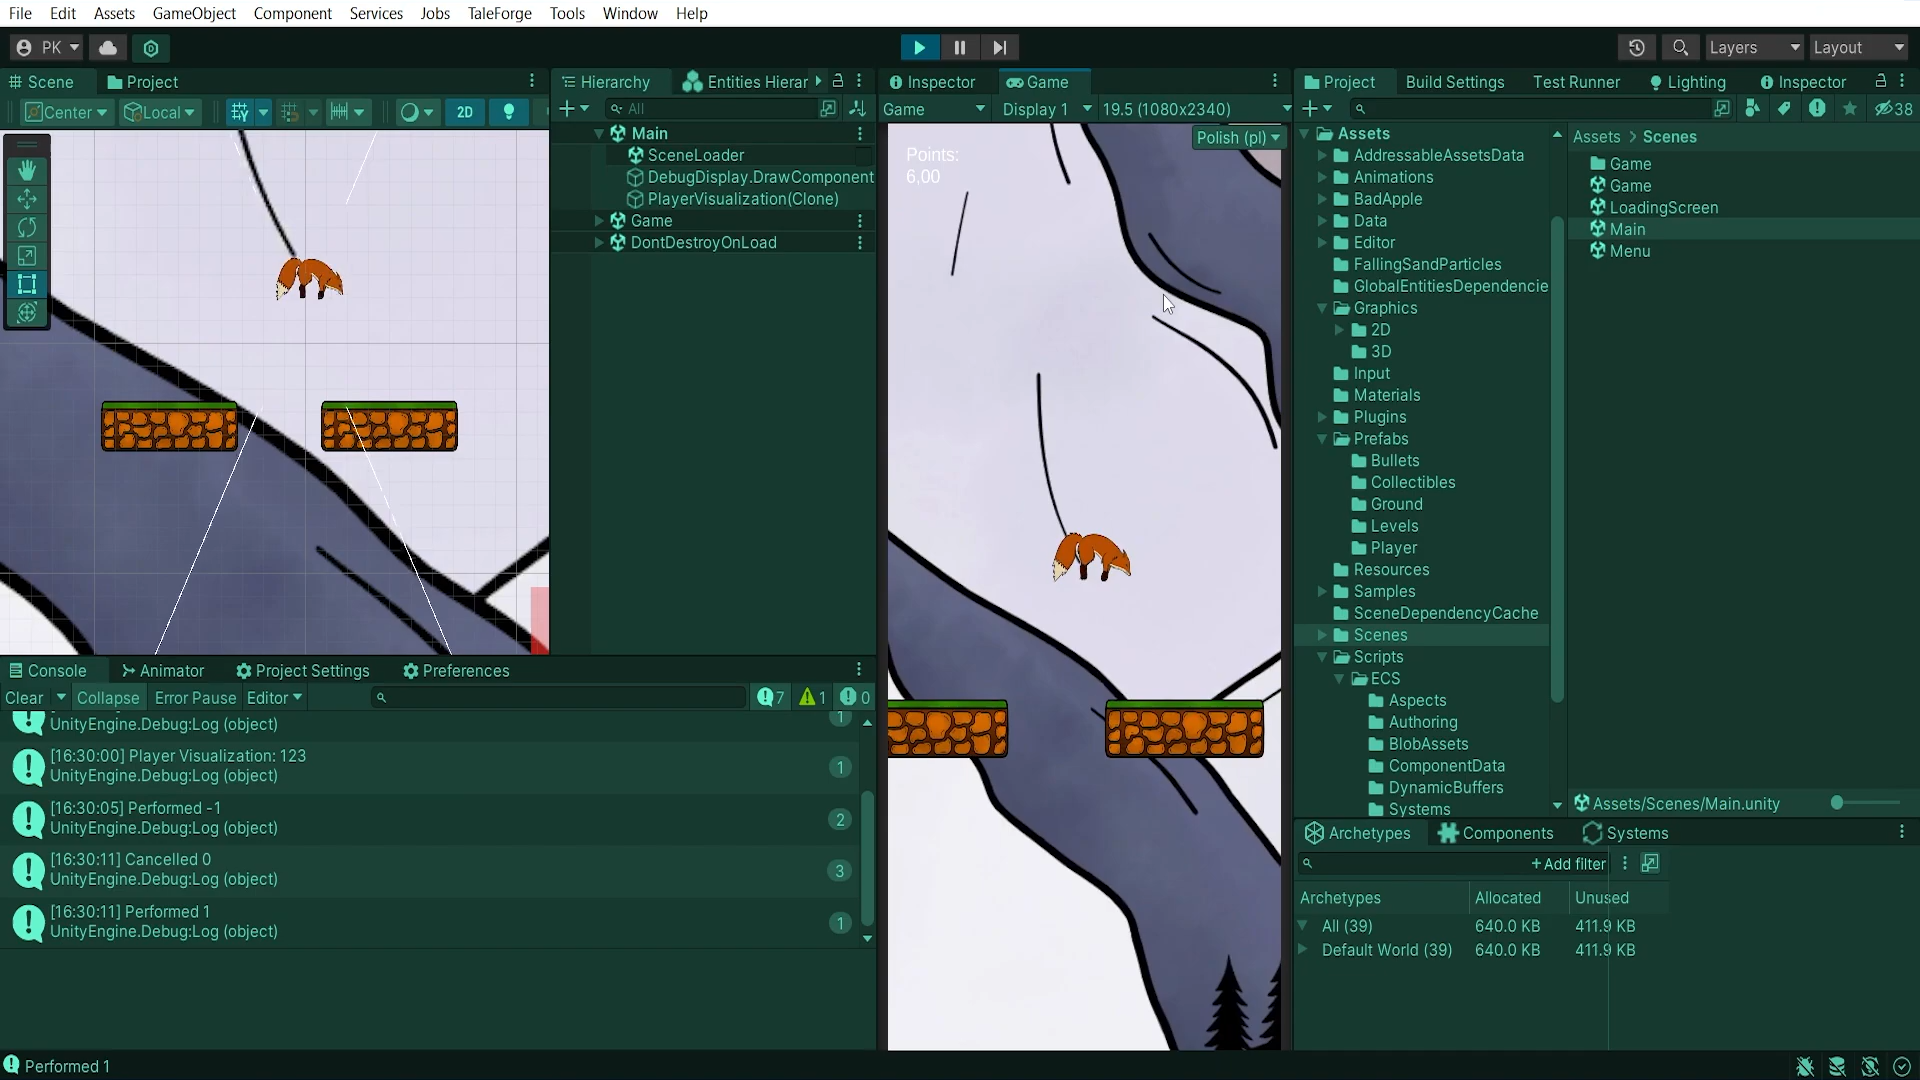 File Edit Assets GameObject Component Services Jobs TaleForge Tools Window Help
PK Layers Layout
Scene Project
Center Local 2D
Hierarchy Entities Hierar
All
Main
SceneLoader
DebugDisplay.DrawComponent
PlayerVisualization(Clone)
Game
DontDestroyOnLoad
Inspector Game
Game Display 1 19.5 (1080x2340)
Polish (pl)
Points:
6,00
Project Build Settings Test Runner Lighting Inspector
38
Assets
AddressableAssetsData
Animations
BadApple
Data
Editor
FallingSandParticles
GlobalEntitiesDependencie
Graphics
2D
3D
Input
Materials
Plugins
Prefabs
Bullets
Collectibles
Ground
Levels
Player
Resources
Samples
SceneDependencyCache
Scenes
Scripts
ECS
Aspects
Authoring
BlobAssets
ComponentData
DynamicBuffers
Systems
Assets > Scenes
Game
Game
LoadingScreen
Main
Menu
Assets/Scenes/Main.unity
Console Animator Project Settings Preferences
Clear Collapse Error Pause Editor 7 1 0
UnityEngine.Debug:Log (object) 1
[16:30:00] Player Visualization: 123
UnityEngine.Debug:Log (object) 1
[16:30:05] Performed -1
UnityEngine.Debug:Log (object) 2
[16:30:11] Cancelled 0
UnityEngine.Debug:Log (object) 3
[16:30:11] Performed 1
UnityEngine.Debug:Log (object) 1
Archetypes Components Systems
+Add filter
Archetypes Allocated Unused
All (39) 640.0 KB 411.9 KB
Default World (39) 640.0 KB 411.9 KB
Performed 1